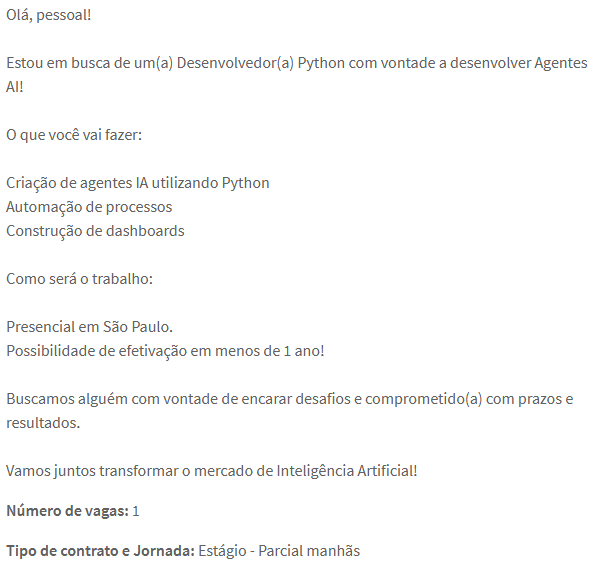 Olá, pessoal!
Estou em busca de um(a) Desenvolvedor(a) Python com vontade a desenvolver Agentes
AI!
O que você vai fazer:
Criação de agentes IA utilizando Python
Automação de processos
Construção de dashboards
Como será o trabalho:
Presencial em São Paulo.
Possibilidade de efetivação em menos de 1 ano!
Buscamos alguém com vontade de encarar desafios e comprometido(a) com prazos e
resultados.
Vamos juntos transformar o mercado de Inteligência Artificial!
Número de vagas: 1
Tipo de contrato e Jornada: Estágio - Parcial manhãs